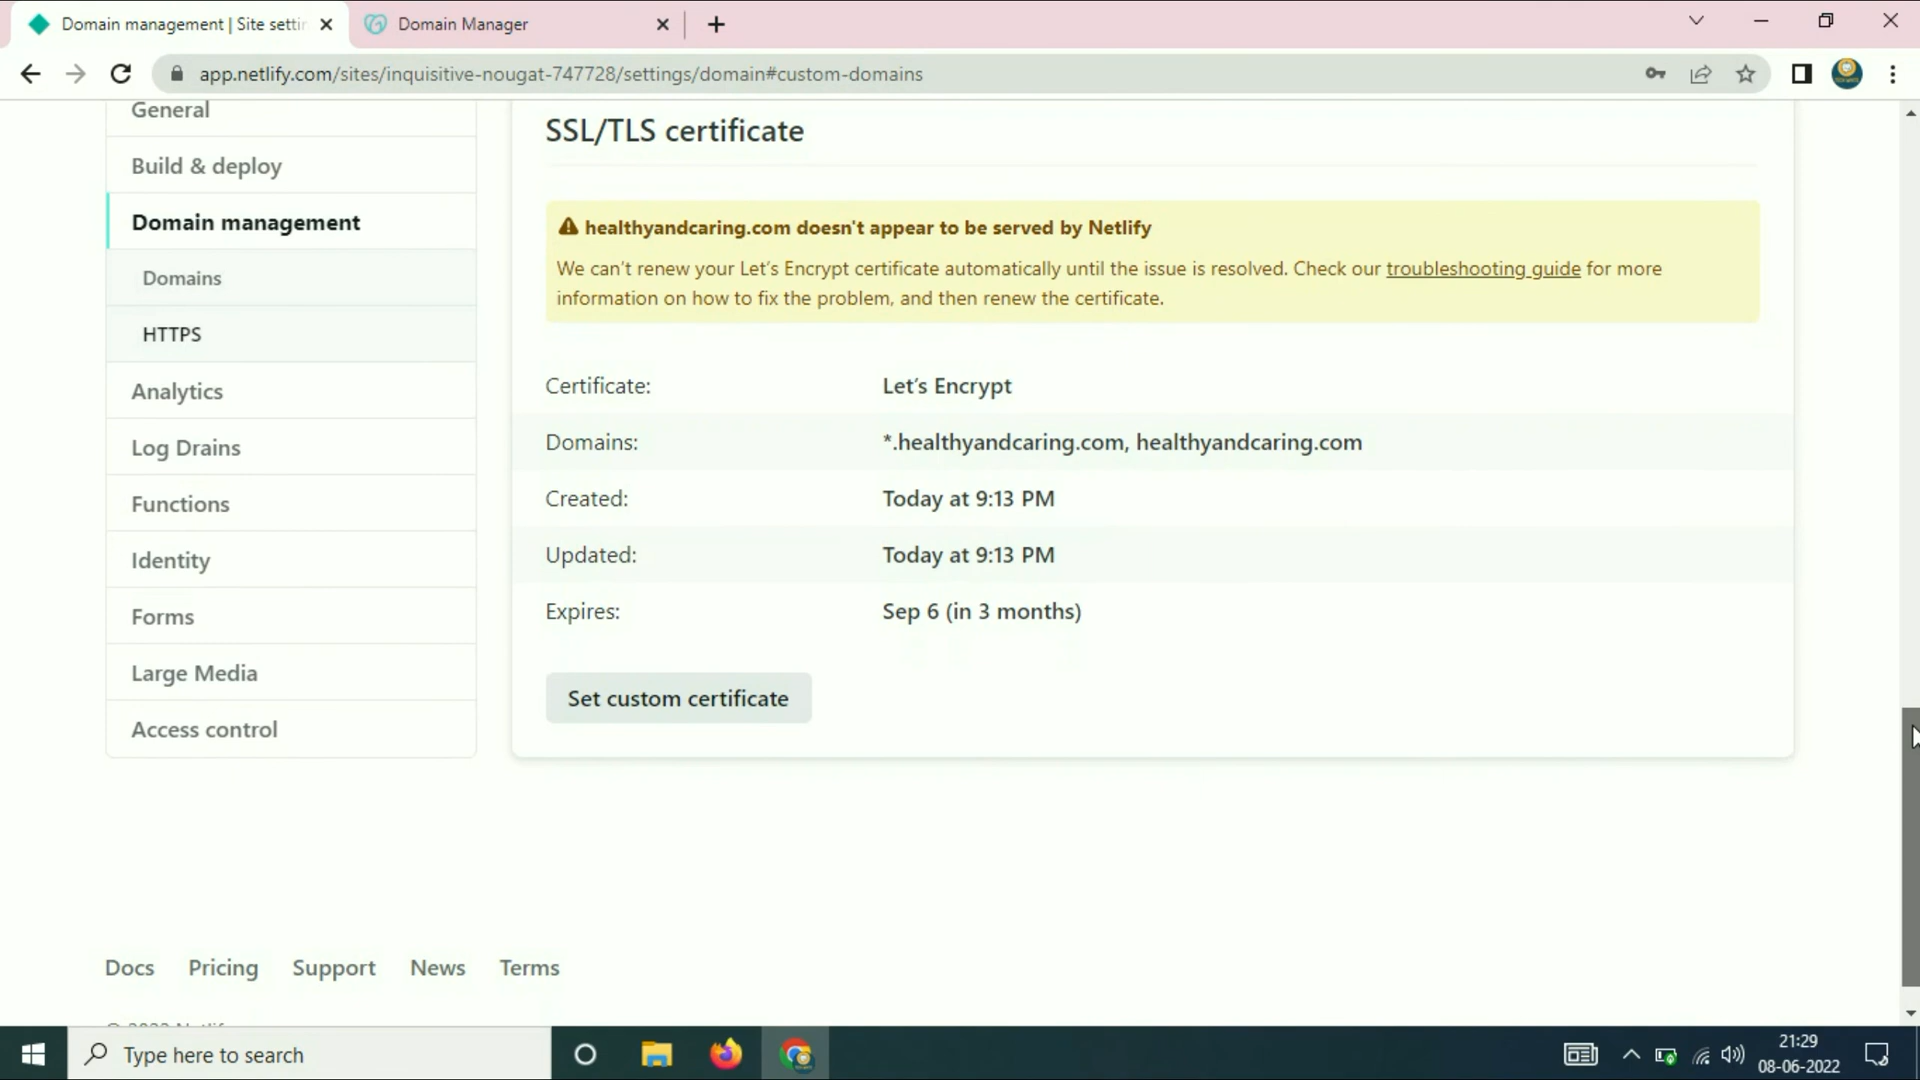 Domain management | Site settin
Domain Manager
app.netlify.com/sites/inquisitive-nougat-747728/settings/domain#custom-domains
General
Build & deploy
Domain management
Domains
HTTPS
Analytics
Log Drains
Functions
Identity
Forms
Large Media
Access control
SSL/TLS certificate
healthyandcaring.com doesn't appear to be served by Netlify
We can't renew your Let's Encrypt certificate automatically until the issue is resolved. Check our troubleshooting guide for more
information on how to fix the problem, and then renew the certificate.
Certificate: Let's Encrypt
Domains: *.healthyandcaring.com, healthyandcaring.com
Created: Today at 9:13 PM
Updated: Today at 9:13 PM
Expires: Sep 6 (in 3 months)
Set custom certificate
Docs Pricing Support News Terms
Type here to search
21:29
08-06-2022